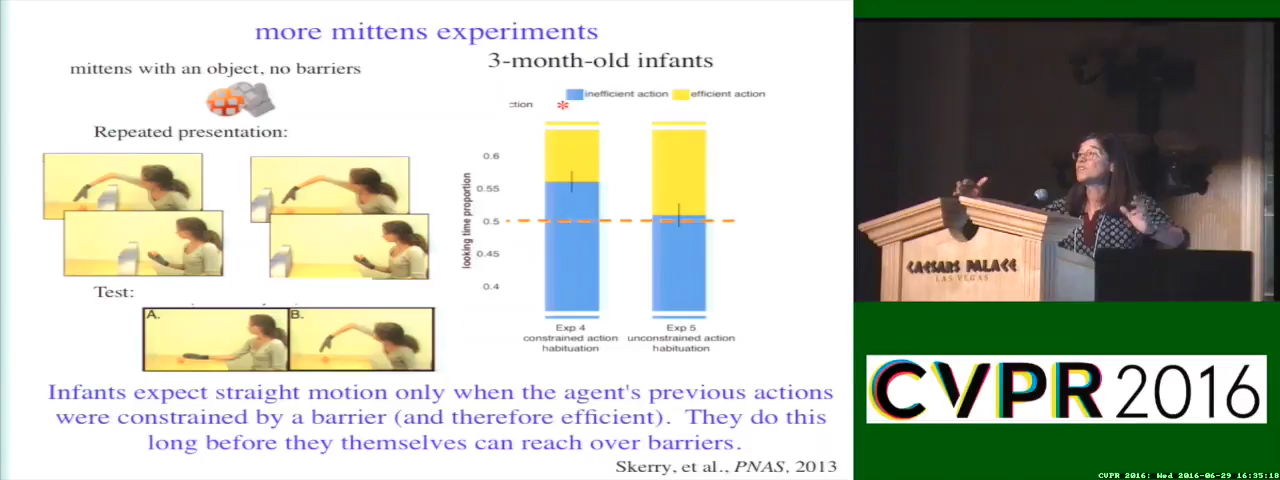 more mittens experiments
mittens with an object, no barriers
Repeated presentation:
Test:
A.
B.
3-month-old infants
inefficient action
efficient action
ction
*
looking time proportion
0.6
0.55
0.5
0.45
0.4
Exp 4
constrained action
habituation
Exp 5
unconstrained action
habituation
Infants expect straight motion only when the agent's previous actions
were constrained by a barrier (and therefore efficient). They do this
long before they themselves can reach over barriers.
Skerry, et al., PNAS, 2013
CAESARS PALACE
LAS VEGAS
CVPR 2016
CVPR 2016: Wed 2016-06-29 16:35:18